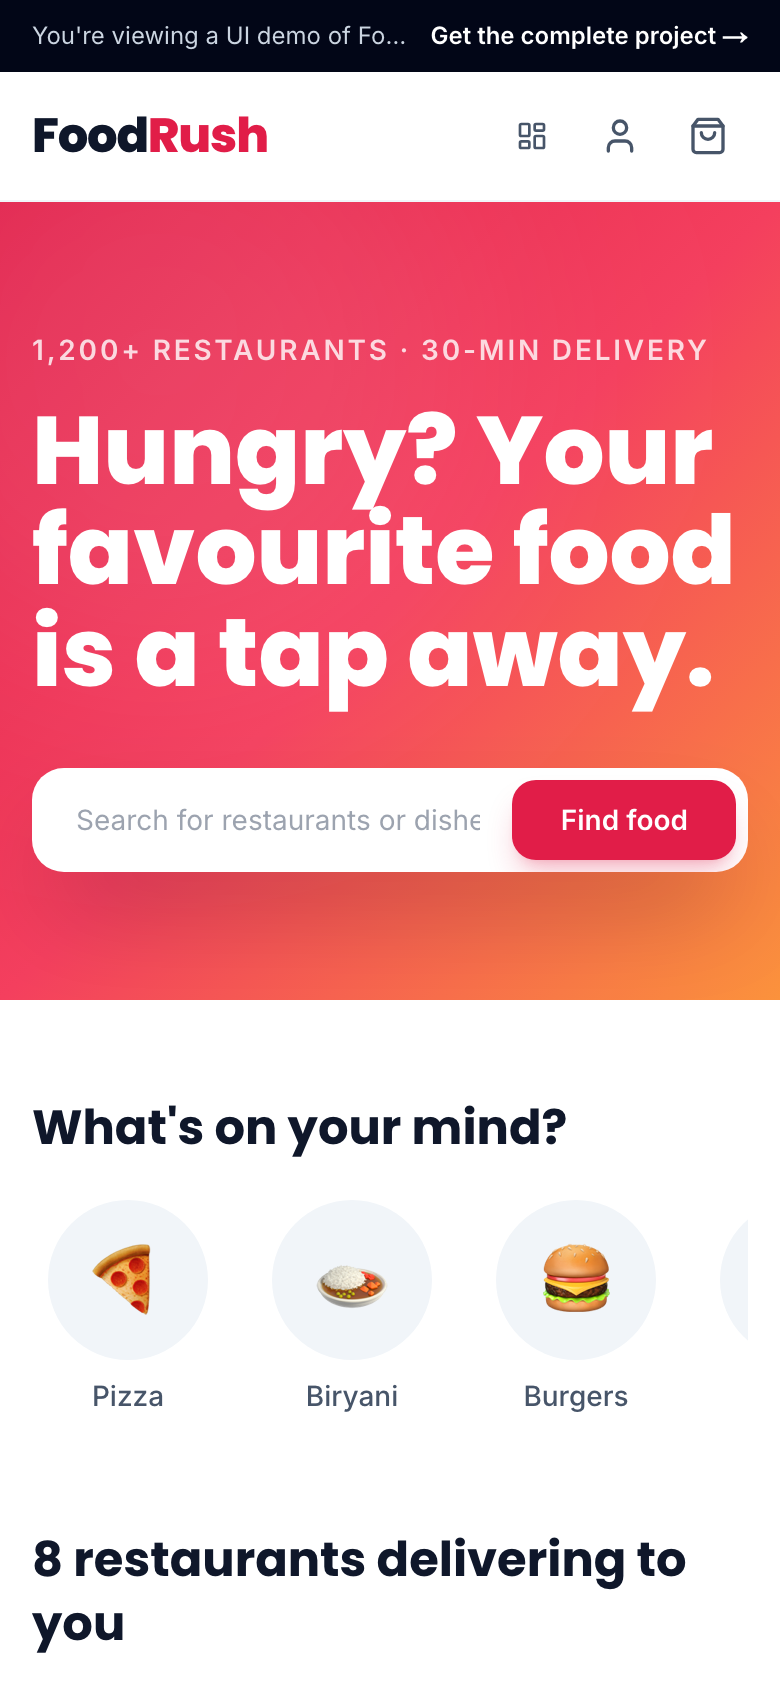 You're viewing a UI demo of Fo... Get the complete project →
FoodRush
1,200+ RESTAURANTS · 30-MIN DELIVERY
Hungry? Your
favourite food
is a tap away.
Search for restaurants or dishe Find food
What's on your mind?
Pizza Biryani Burgers
8 restaurants delivering to
you